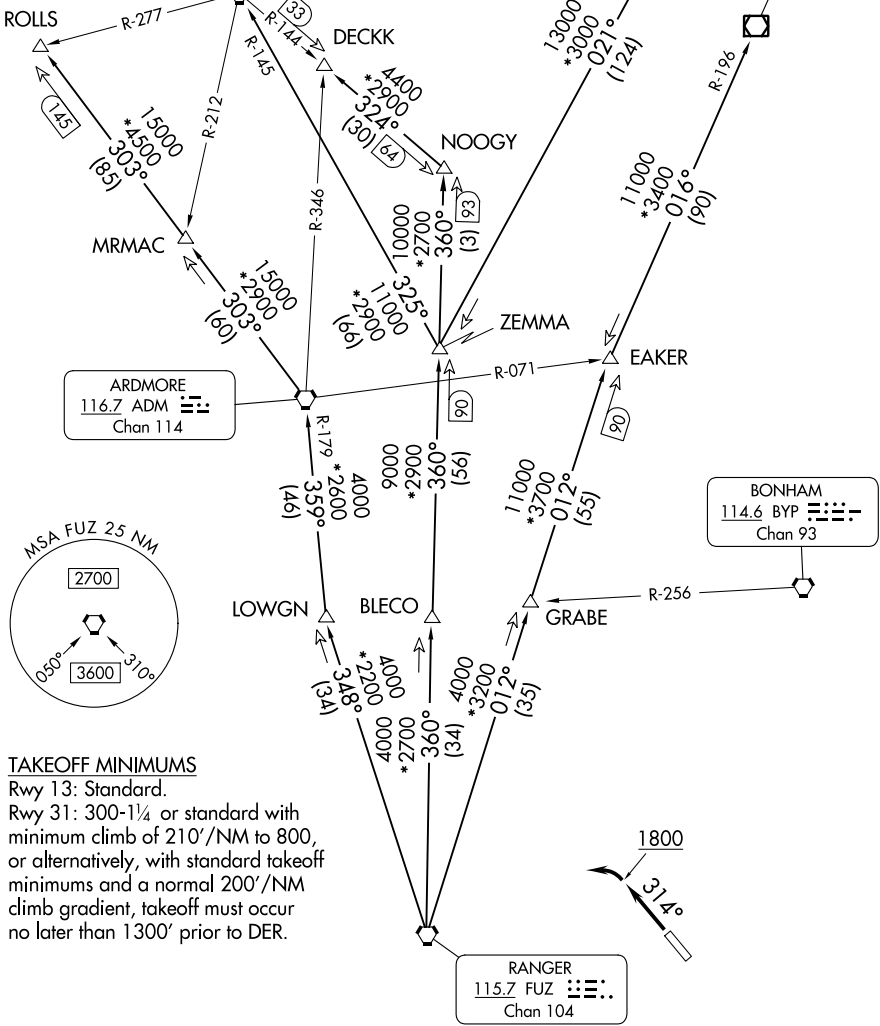 ROLLS
R-277
33
R-144
DECKK
R-145
13000
*3000
021°
(124)
R-196
145
15000
*4500
303°
(85)
R-212
4400
*2900
324°
(30)
64
NOOGY
R-346
93
10000
*2700
360°
(3)
11000
*3400
016°
(90)
MRMAC
15000
*2900
303°
(60)
325°
11000
*2900
(66)
ZEMMA
EAKER
R-071
ARDMORE
116.7 ADM
Chan 114
90
90
R-179
4000
*2600
359°
(46)
9000
*2900
360°
(56)
11000
*3700
012°
(55)
BONHAM
114.6 BYP
Chan 93
R-256
MSA FUZ 25 NM
2700
050°
3600
310°
LOWGN
BLECO
GRABE
4000
*2200
348°
(34)
4000
*2700
360°
(34)
4000
*3200
012°
(35)
TAKEOFF MINIMUMS
Rwy 13: Standard.
Rwy 31: 300-1¼ or standard with
minimum climb of 210'/NM to 800,
or alternatively, with standard takeoff
minimums and a normal 200'/NM
climb gradient, takeoff must occur
no later than 1300' prior to DER.
1800
314°
RANGER
115.7 FUZ
Chan 104